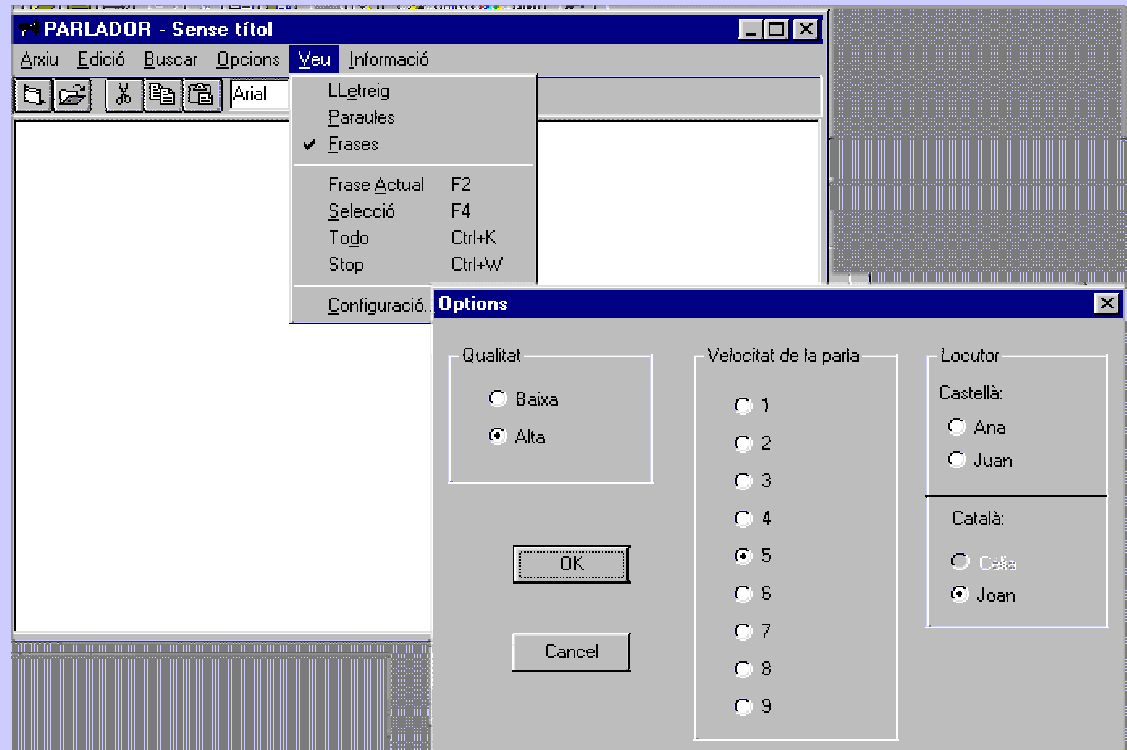 PARLADOR - Sense títol
Arxiu Edició Buscar Opcions Veu Informació
Arial
LLetreig
Paraules
Frases
Frase Actual F2
Selecció F4
Todo Ctrl+K
Stop Ctrl+W
Configuració..
Options
Qualitat
Baixa
Alta
OK
Cancel
Velocitat de la parla
1
2
3
4
5
6
7
8
9
Locutor
Castellà:
Ana
Juan
Català:
Joan